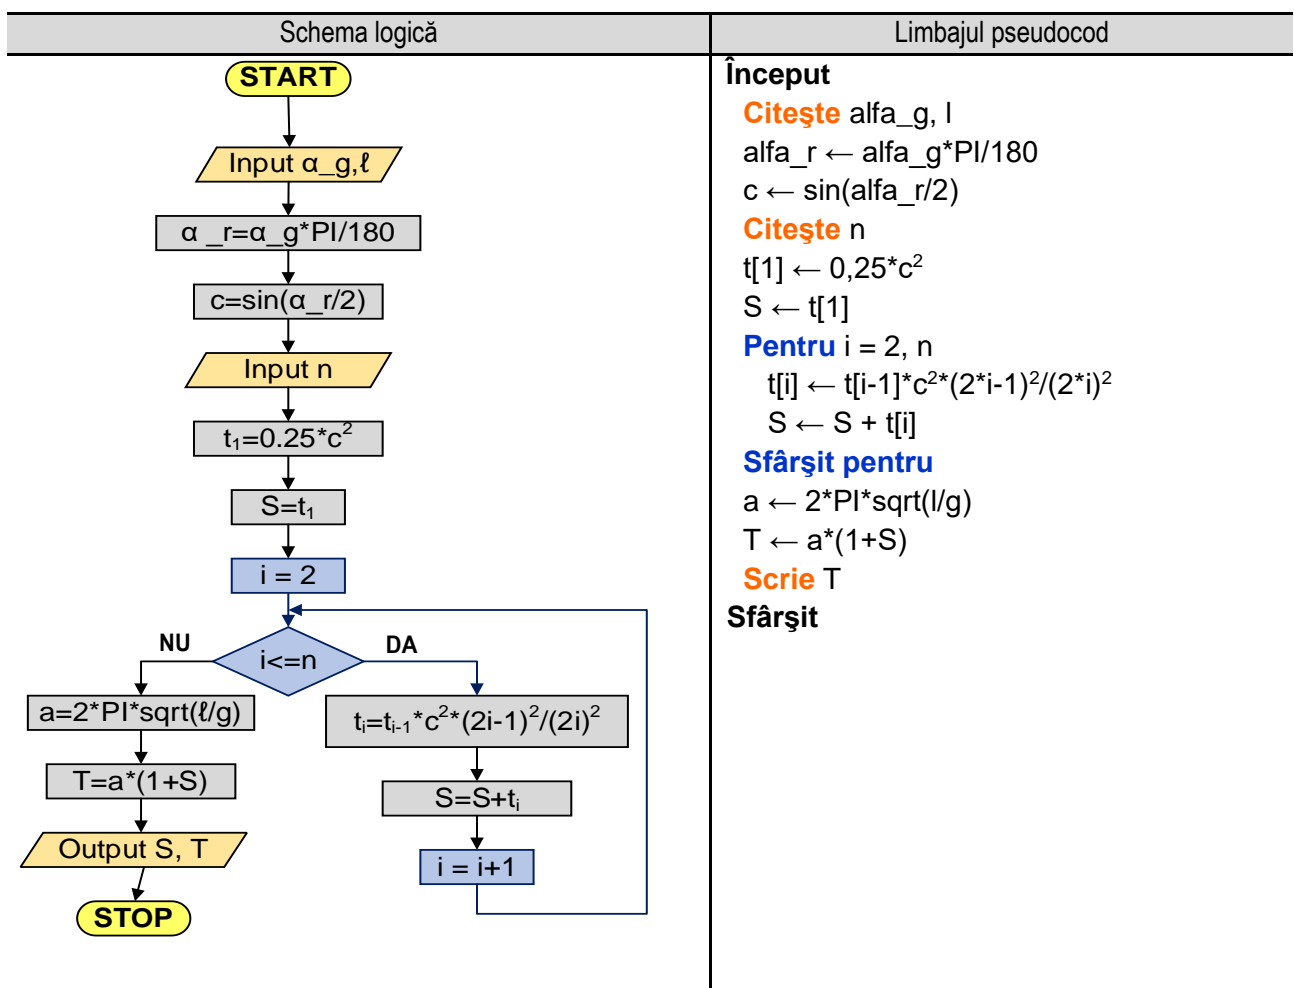 Schema logică
Limbajul pseudocod
START
Input α_g,ℓ
α _r=α_g*PI/180
c=sin(α_r/2)
Input n
t₁=0.25*c²
S=t₁
i = 2
NU
i<=n
DA
a=2*PI*sqrt(ℓ/g)
T=a*(1+S)
Output S, T
STOP
tᵢ=tᵢ₋₁*c²*(2i-1)²/(2i)²
S=S+tᵢ
i = i+1
Început
Citeşte alfa_g, l
alfa_r ← alfa_g*PI/180
c ← sin(alfa_r/2)
Citeşte n
t[1] ← 0,25*c²
S ← t[1]
Pentru i = 2, n
t[i] ← t[i-1]*c²*(2*i-1)²/(2*i)²
S ← S + t[i]
Sfârşit pentru
a ← 2*PI*sqrt(l/g)
T ← a*(1+S)
Scrie T
Sfârşit